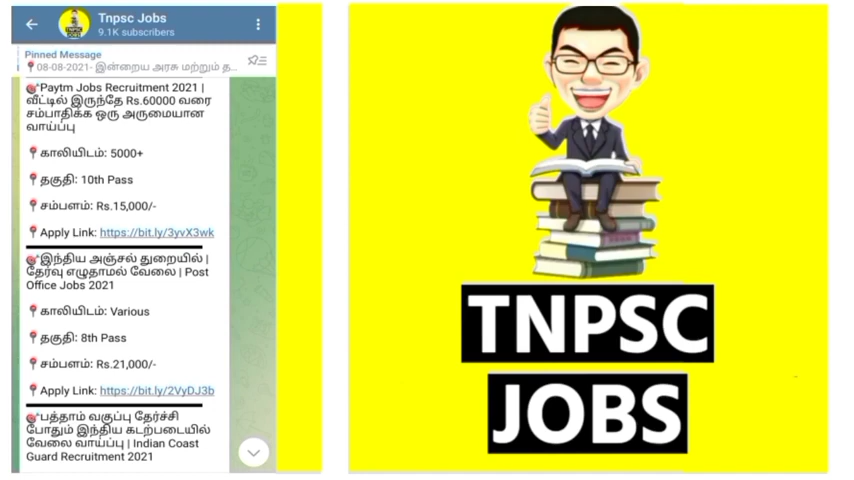 Tnpsc Jobs
9.1K subscribers
Pinned Message
📍08-08-2021- இன்றைய அரசு மற்றும் த...
🎯Paytm Jobs Recruitment 2021 |
வீட்டில் இருந்தே Rs.60000 வரை
சம்பாதிக்க ஒரு அருமையான
வாய்ப்பு
📍காலியிடம்: 5000+
📍தகுதி: 10th Pass
📍சம்பளம்: Rs.15,000/-
📍Apply Link: https://bit.ly/3yvX3wk
🎯இந்திய அஞ்சல் துறையில் |
தேர்வு எழுதாமல் வேலை | Post
Office Jobs 2021
📍காலியிடம்: Various
📍தகுதி: 8th Pass
📍சம்பளம்: Rs.21,000/-
📍Apply Link: https://bit.ly/2VyDJ3b
🎯பத்தாம் வகுப்பு தேர்ச்சி
போதும் இந்திய கடற்படையில்
வேலை வாய்ப்பு | Indian Coast
Guard Recruitment 2021
TNPSC
JOBS